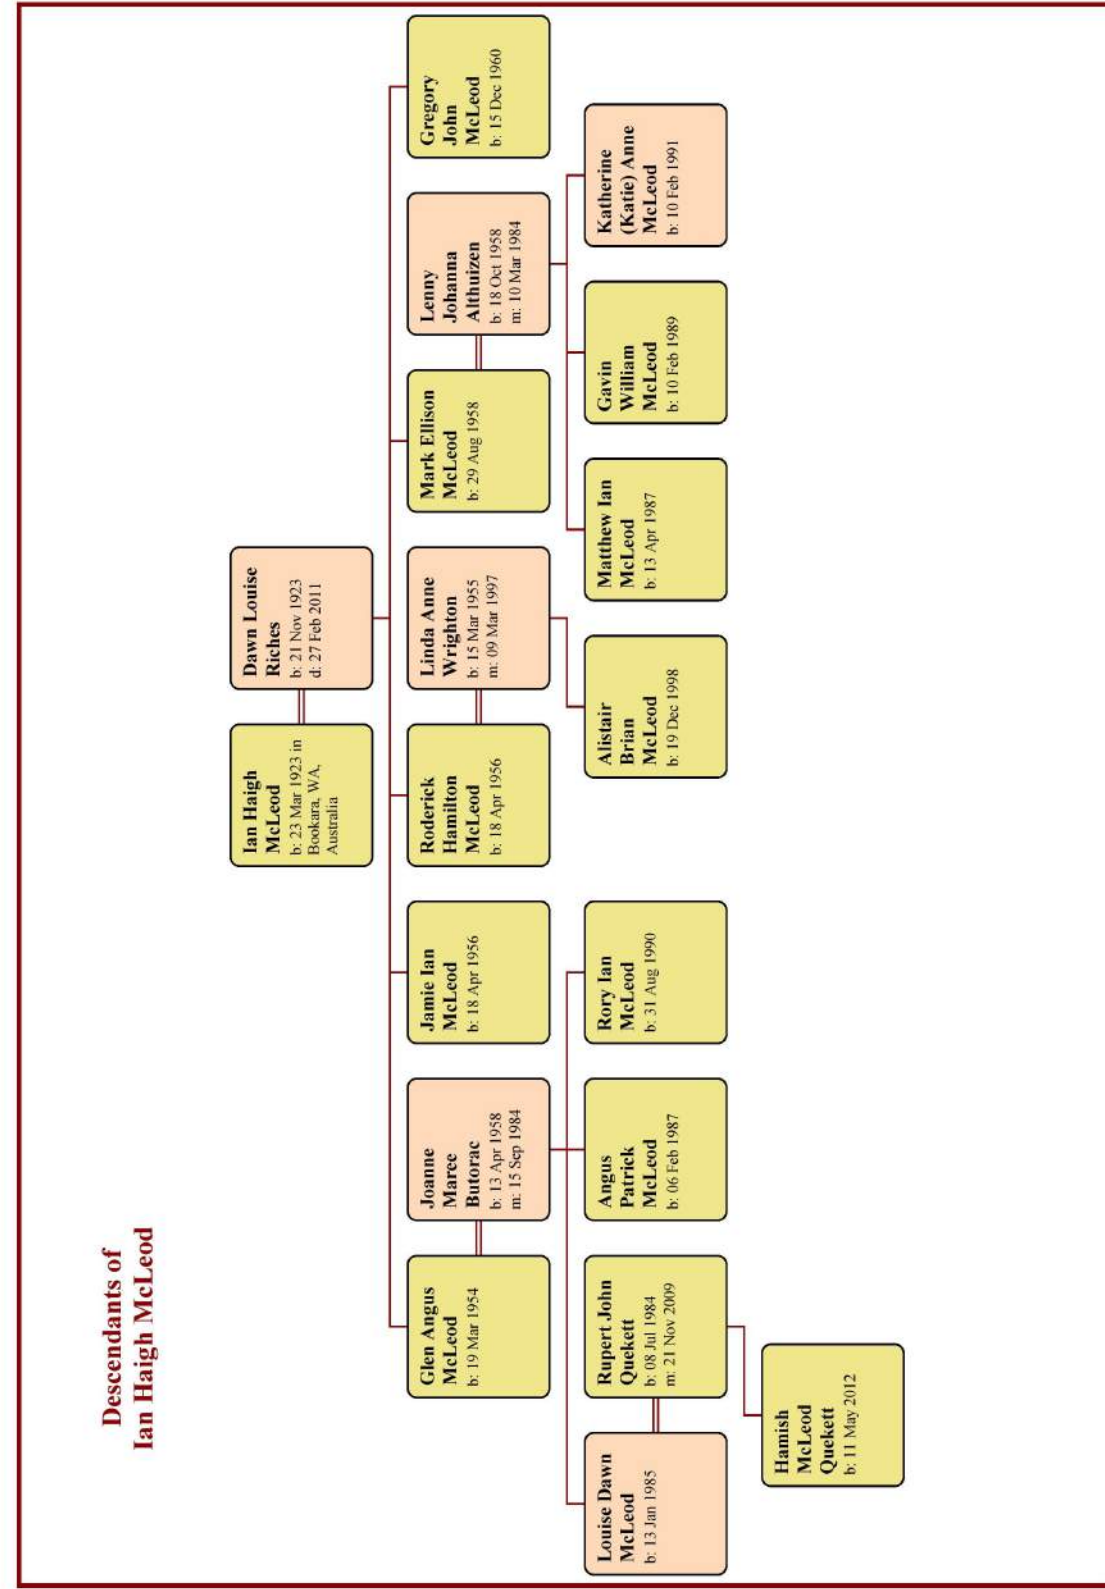 Descendants of
Ian Haigh McLeod
Ian Haigh
McLeod
b: 23 Mar 1923 in
Bookara, WA,
Australia
Dawn Louise
Riches
b: 21 Nov 1923
d: 27 Feb 2011
Glen Angus
McLeod
b: 19 Mar 1954
Joanne
Maree
Butorac
b: 13 Apr 1958
m: 15 Sep 1984
Jamie Ian
McLeod
b: 18 Apr 1956
Roderick
Hamilton
McLeod
b: 18 Apr 1956
Linda Anne
Wrighton
b: 15 Mar 1955
m: 09 Mar 1997
Mark Ellison
McLeod
b: 29 Aug 1958
Lenny
Johanna
Althuizen
b: 18 Oct 1958
m: 10 Mar 1984
Gregory
John
McLeod
b: 15 Dec 1960
Louise Dawn
McLeod
b: 13 Jan 1985
Rupert John
Quekett
b: 08 Jul 1984
m: 21 Nov 2009
Angus
Patrick
McLeod
b: 06 Feb 1987
Rory Ian
McLeod
b: 31 Aug 1990
Alistair
Brian
McLeod
b: 19 Dec 1998
Matthew Ian
McLeod
b: 13 Apr 1987
Gavin
William
McLeod
b: 10 Feb 1989
Katherine
(Katie) Anne
McLeod
b: 10 Feb 1991
Hamish
McLeod
Quekett
b: 11 May 2012